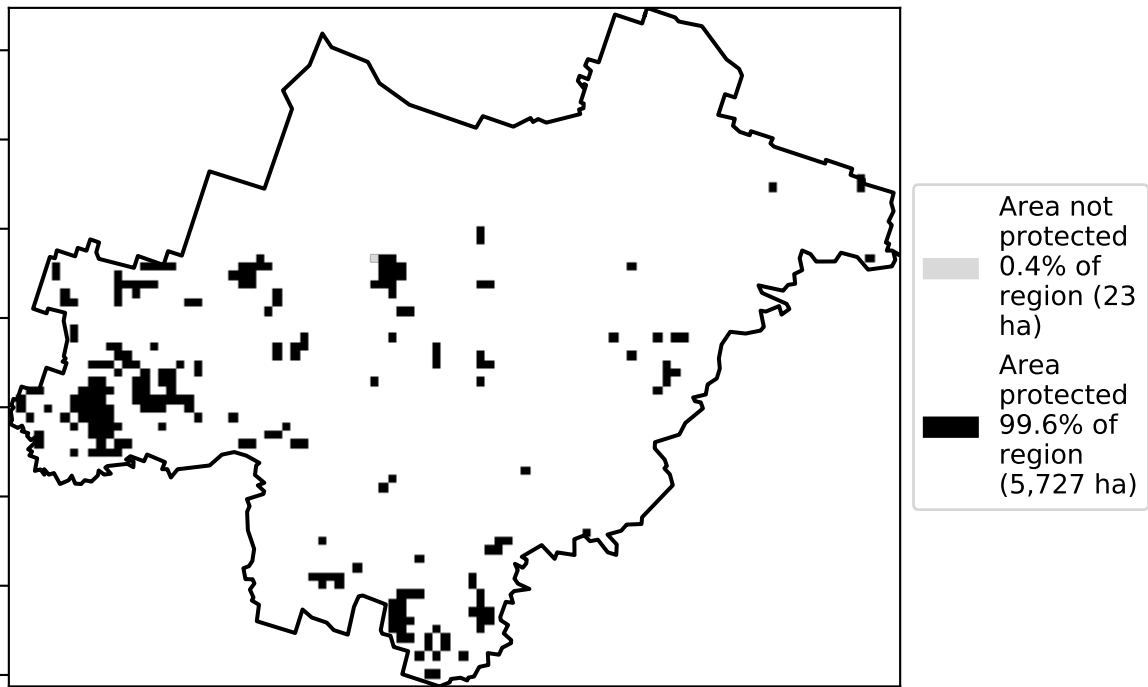 Area not
protected
0.4% of
region (23
ha)
Area
protected
99.6% of
region
(5,727 ha)